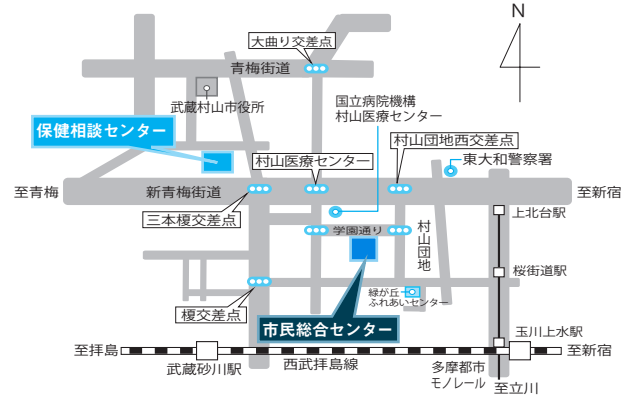 N
大曲り交差点
青梅街道
武蔵村山市役所
国立病院機構
村山医療センター
保健相談センター
村山医療センター
村山団地西交差点
東大和警察署
至青梅
新青梅街道
至新宿
三本榎交差点
上北台駅
学園通り
村山団地
桜街道駅
緑が丘
ふれあいセンター
榎交差点
市民総合センター
玉川上水駅
至拝島
至新宿
武蔵砂川駅
西武拝島線
多摩都市
モノレール
至立川